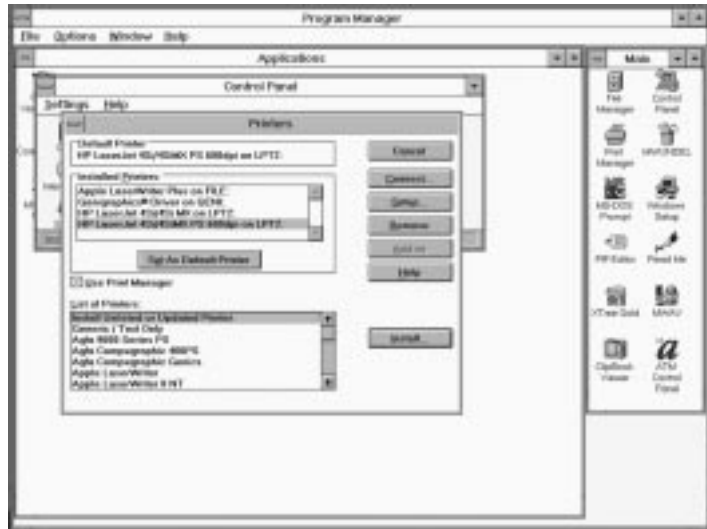 Program Manager
File Options Window Help
Applications
Main
Control Panel
Settings Help
Printers
Default Printer
HP LaserJet 4Si/4SiMX PS 600dpi on LPT2:
Cancel
Installed Printers:
Connect...
Apple LaserWriter Plus on FILE:
Genigraphics® Driver on GENI:
Setup...
HP LaserJet 4Si/4Si MX on LPT2:
HP LaserJet 4Si/4SiMX PS 600dpi on LPT2:
Remove
Set As Default Printer
Help
Use Print Manager
List of Printers:
Install Unlisted or Updated Printer
Generic / Text Only
Install...
Agfa 9000 Series PS
Agfa Compugraphic 400PS
Agfa Compugraphic Genics
Apple LaserWriter
Apple LaserWriter II NT
File Manager
Control Panel
Print Manager
MS-DOS Prompt
Windows Setup
PIF Editor
Read Me
XTree Gold
ClipBook Viewer
ATM Control Panel